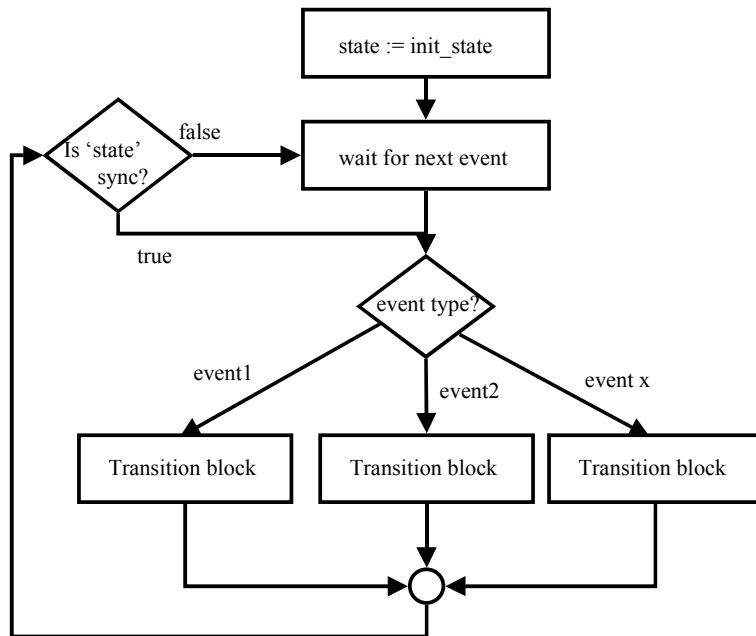 state := init_state
false
Is ‘state’
sync?
wait for next event
true
event type?
event1
event2
event x
Transition block
Transition block
Transition block